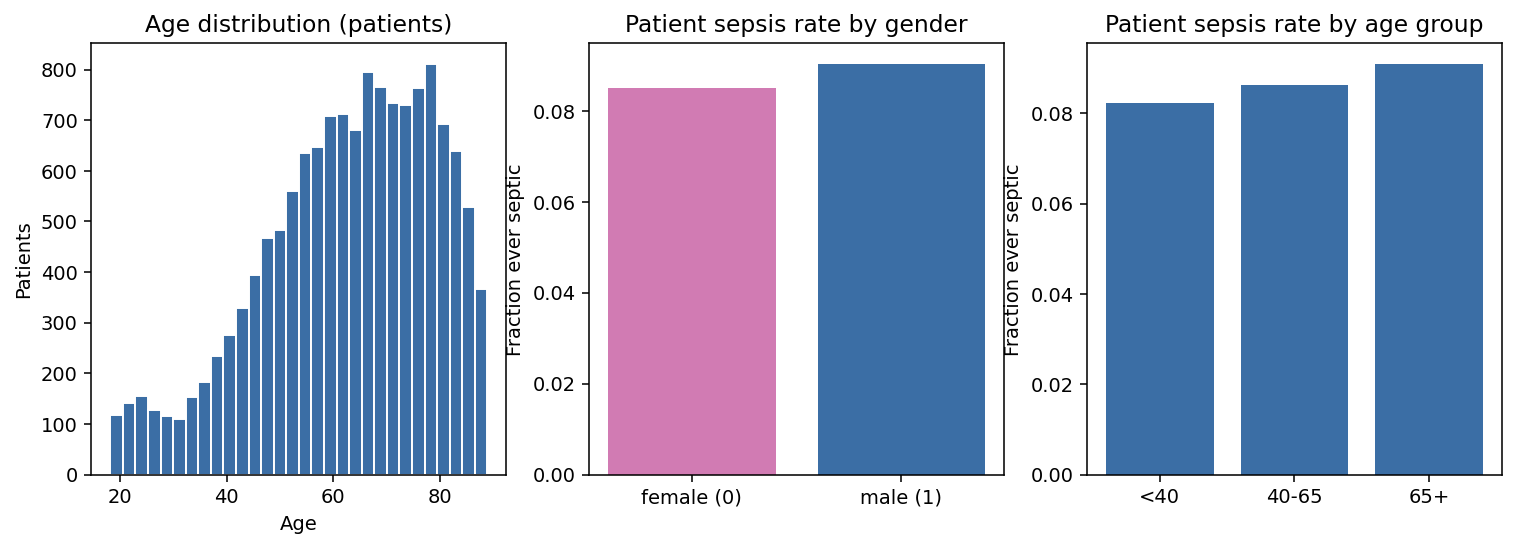 Age distribution (patients)
Patients
800
700
600
500
400
300
200
100
0
20 40 60 80
Age
Patient sepsis rate by gender
Fraction ever septic
0.08
0.06
0.04
0.02
0.00
female (0) male (1)
Patient sepsis rate by age group
Fraction ever septic
0.08
0.06
0.04
0.02
0.00
<40 40-65 65+